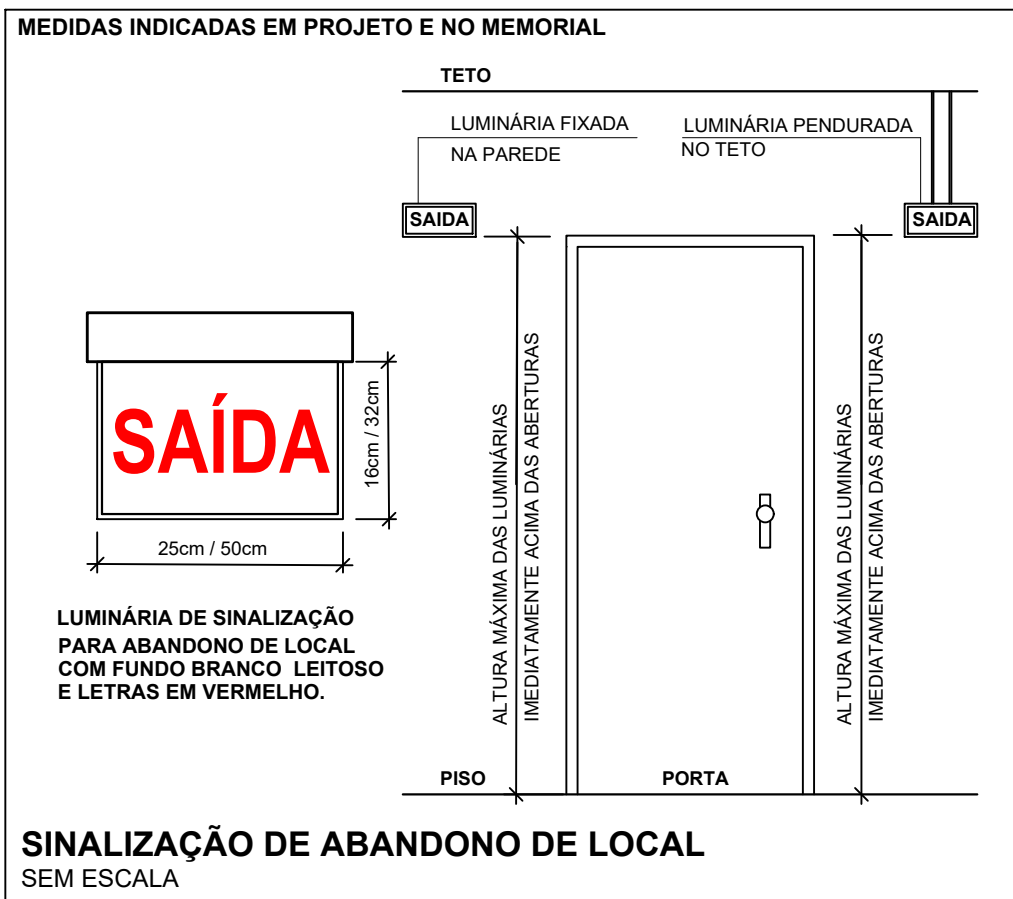 MEDIDAS INDICADAS EM PROJETO E NO MEMORIAL
TETO
LUMINÁRIA FIXADA
NA PAREDE
LUMINÁRIA PENDURADA
NO TETO
SAIDA
SAIDA
SAÍDA
16cm / 32cm
25cm / 50cm
LUMINÁRIA DE SINALIZAÇÃO
PARA ABANDONO DE LOCAL
COM FUNDO BRANCO LEITOSO
E LETRAS EM VERMELHO.
ALTURA MÁXIMA DAS LUMINÁRIAS
IMEDIATAMENTE ACIMA DAS ABERTURAS
ALTURA MÁXIMA DAS LUMINÁRIAS
IMEDIATAMENTE ACIMA DAS ABERTURAS
PISO
PORTA
SINALIZAÇÃO DE ABANDONO DE LOCAL
SEM ESCALA